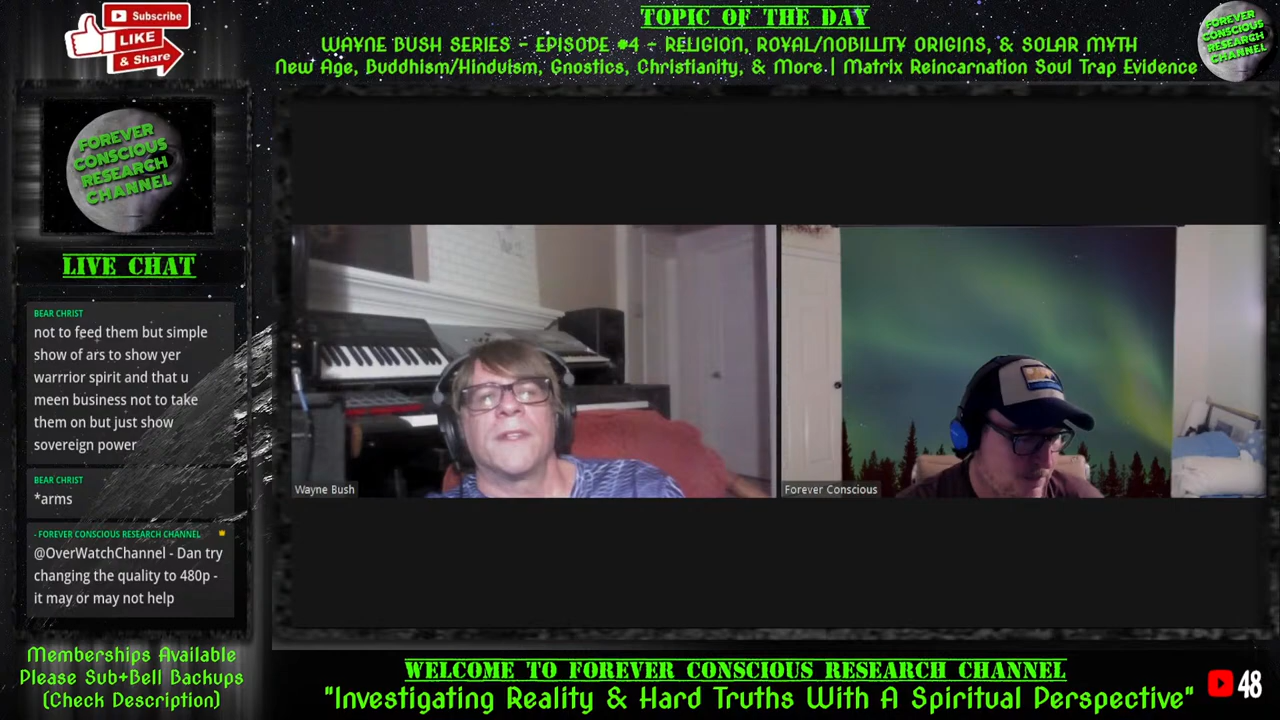 Subscribe
LIKE
& Share
TOPIC OF THE DAY
WAYNE BUSH SERIES - EPISODE #4 - RELIGION, ROYAL/NOBILLITY ORIGINS, & SOLAR MYTH
New Age, Buddhism/Hinduism, Gnostics, Christianity, & More | Matrix Reincarnation Soul Trap Evidence
FOREVER
CONSCIOUS
RESEARCH
CHANNEL
FOREVER
CONSCIOUS
RESEARCH
CHANNEL
LIVE CHAT
BEAR CHRIST
not to feed them but simple
show of ars to show yer
warrrior spirit and that u
meen business not to take
them on but just show
sovereign power
BEAR CHRIST
*arms
- FOREVER CONSCIOUS RESEARCH CHANNEL
@OverWatchChannel - Dan try
changing the quality to 480p -
it may or may not help
Wayne Bush
Forever Conscious
Memberships Available
Please Sub+Bell Backups
(Check Description)
WELCOME TO FOREVER CONSCIOUS RESEARCH CHANNEL
"Investigating Reality & Hard Truths With A Spiritual Perspective"
48